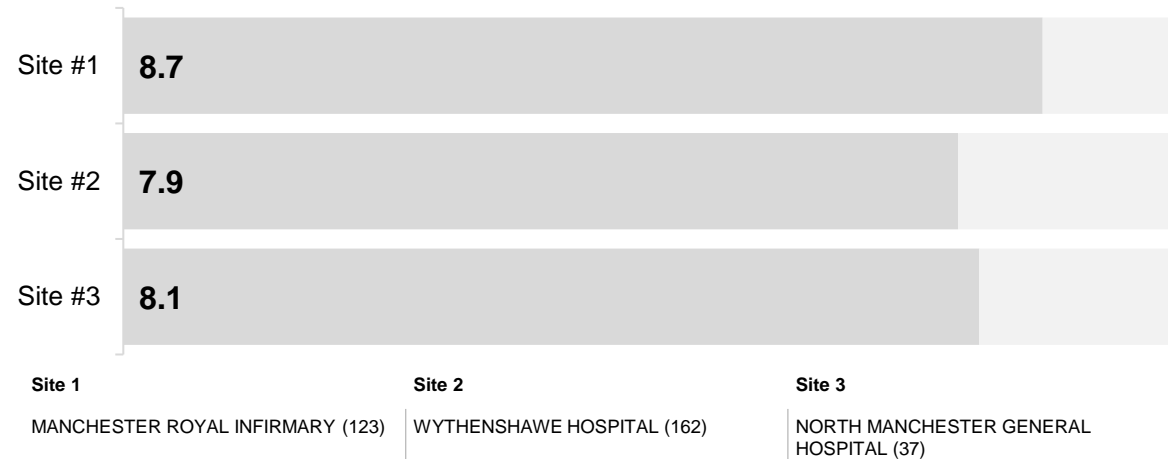 Site #1 8.7
Site #2 7.9
Site #3 8.1
Site 1 Site 2 Site 3
MANCHESTER ROYAL INFIRMARY (123) WYTHENSHAWE HOSPITAL (162) NORTH MANCHESTER GENERAL
HOSPITAL (37)